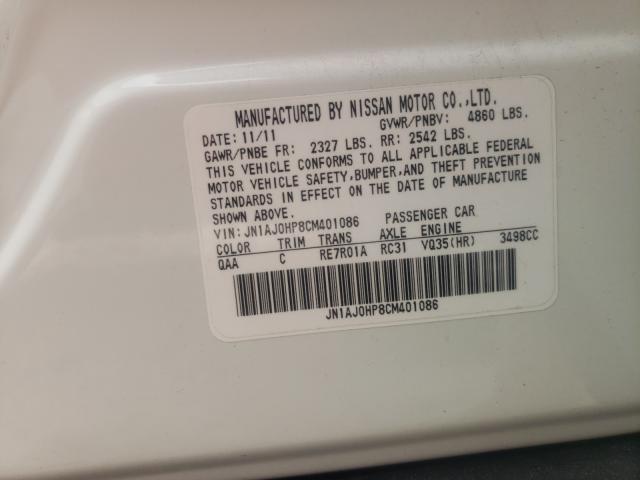 MANUFACTURED BY NISSAN MOTOR CO.,LTD.
DATE: 11/11 GVWR/PNBV: 4860 LBS.
GAWR/PNBE FR: 2327 LBS. RR: 2542 LBS.
THIS VEHICLE CONFORMS TO ALL APPLICABLE FEDERAL
MOTOR VEHICLE SAFETY,BUMPER,AND THEFT PREVENTION
STANDARDS IN EFFECT ON THE DATE OF MANUFACTURE
SHOWN ABOVE.
VIN: JN1AJ0HP8CM401086 PASSENGER CAR
COLOR TRIM TRANS AXLE ENGINE
QAA C RE7R01A RC31 VQ35(HR) 3498CC
JN1AJ0HP8CM401086